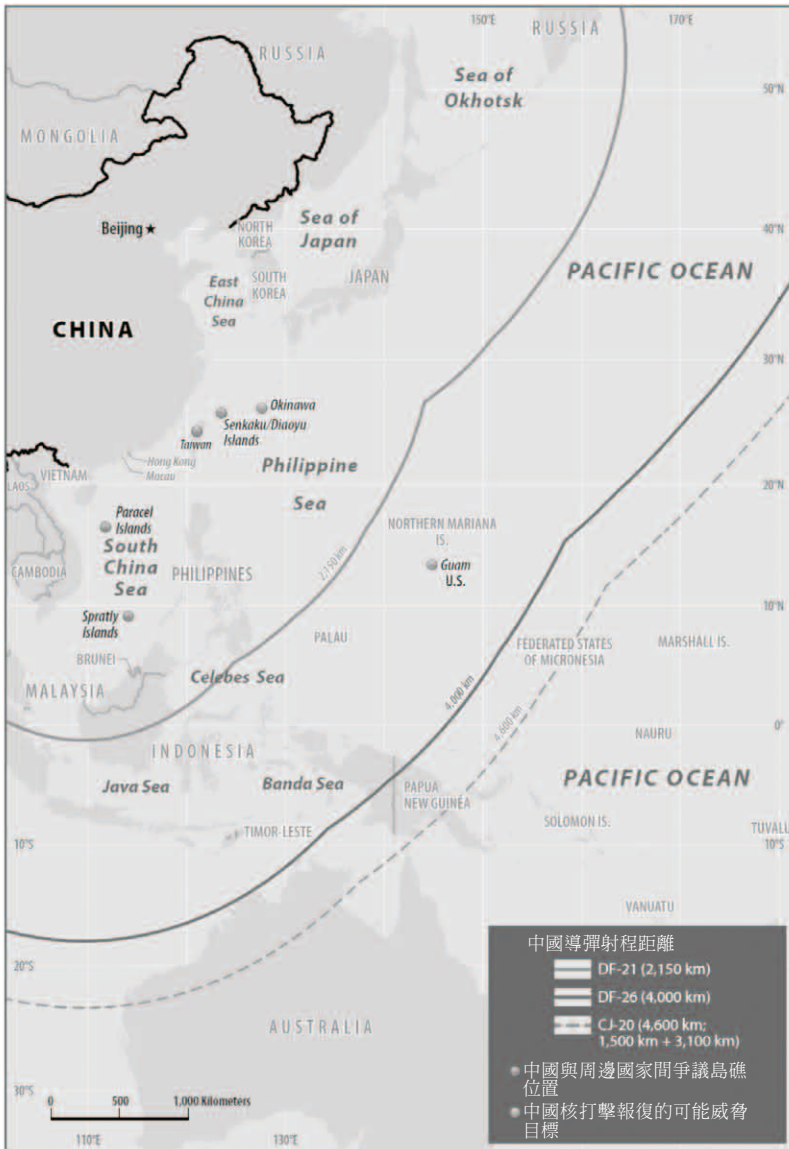 150°E
170°E
RUSSIA
RUSSIA
Sea of
Okhotsk
50°N
MONGOLIA
Beijing
NORTH
KOREA
Sea of
Japan
40°N
SOUTH
KOREA
JAPAN
East
China
Sea
PACIFIC OCEAN
CHINA
30°N
Okinawa
Senkaku/Diaoyu
Islands
Taiwan
Hong Kong
Macau
Philippine
Sea
VIETNAM
LAOS
20°N
Paracel
Islands
NORTHERN MARIANA
IS.
South
China
Sea
2,150 km
Guam
U.S.
CAMBODIA
PHILIPPINES
Spratly
Islands
10°N
PALAU
FEDERATED STATES
OF MICRONESIA
MARSHALL IS.
BRUNEI
Celebes Sea
MALAYSIA
4,000 km
4,600 km
0°
NAURU
INDONESIA
Java Sea
Banda Sea
PAPUA
NEW GUINEA
PACIFIC OCEAN
SOLOMON IS.
TUVALU
TIMOR-LESTE
10°S
10°S
VANUATU
中國導彈射程距離
DF-21 (2,150 km)
DF-26 (4,000 km)
CJ-20 (4,600 km;
1,500 km + 3,100 km)
中國與周邊國家間爭議島礁
位置
中國核打擊報復的可能威脅
目標
20°S
AUSTRALIA
30°S
0 500 1,000 Kilometers
110°E
130°E